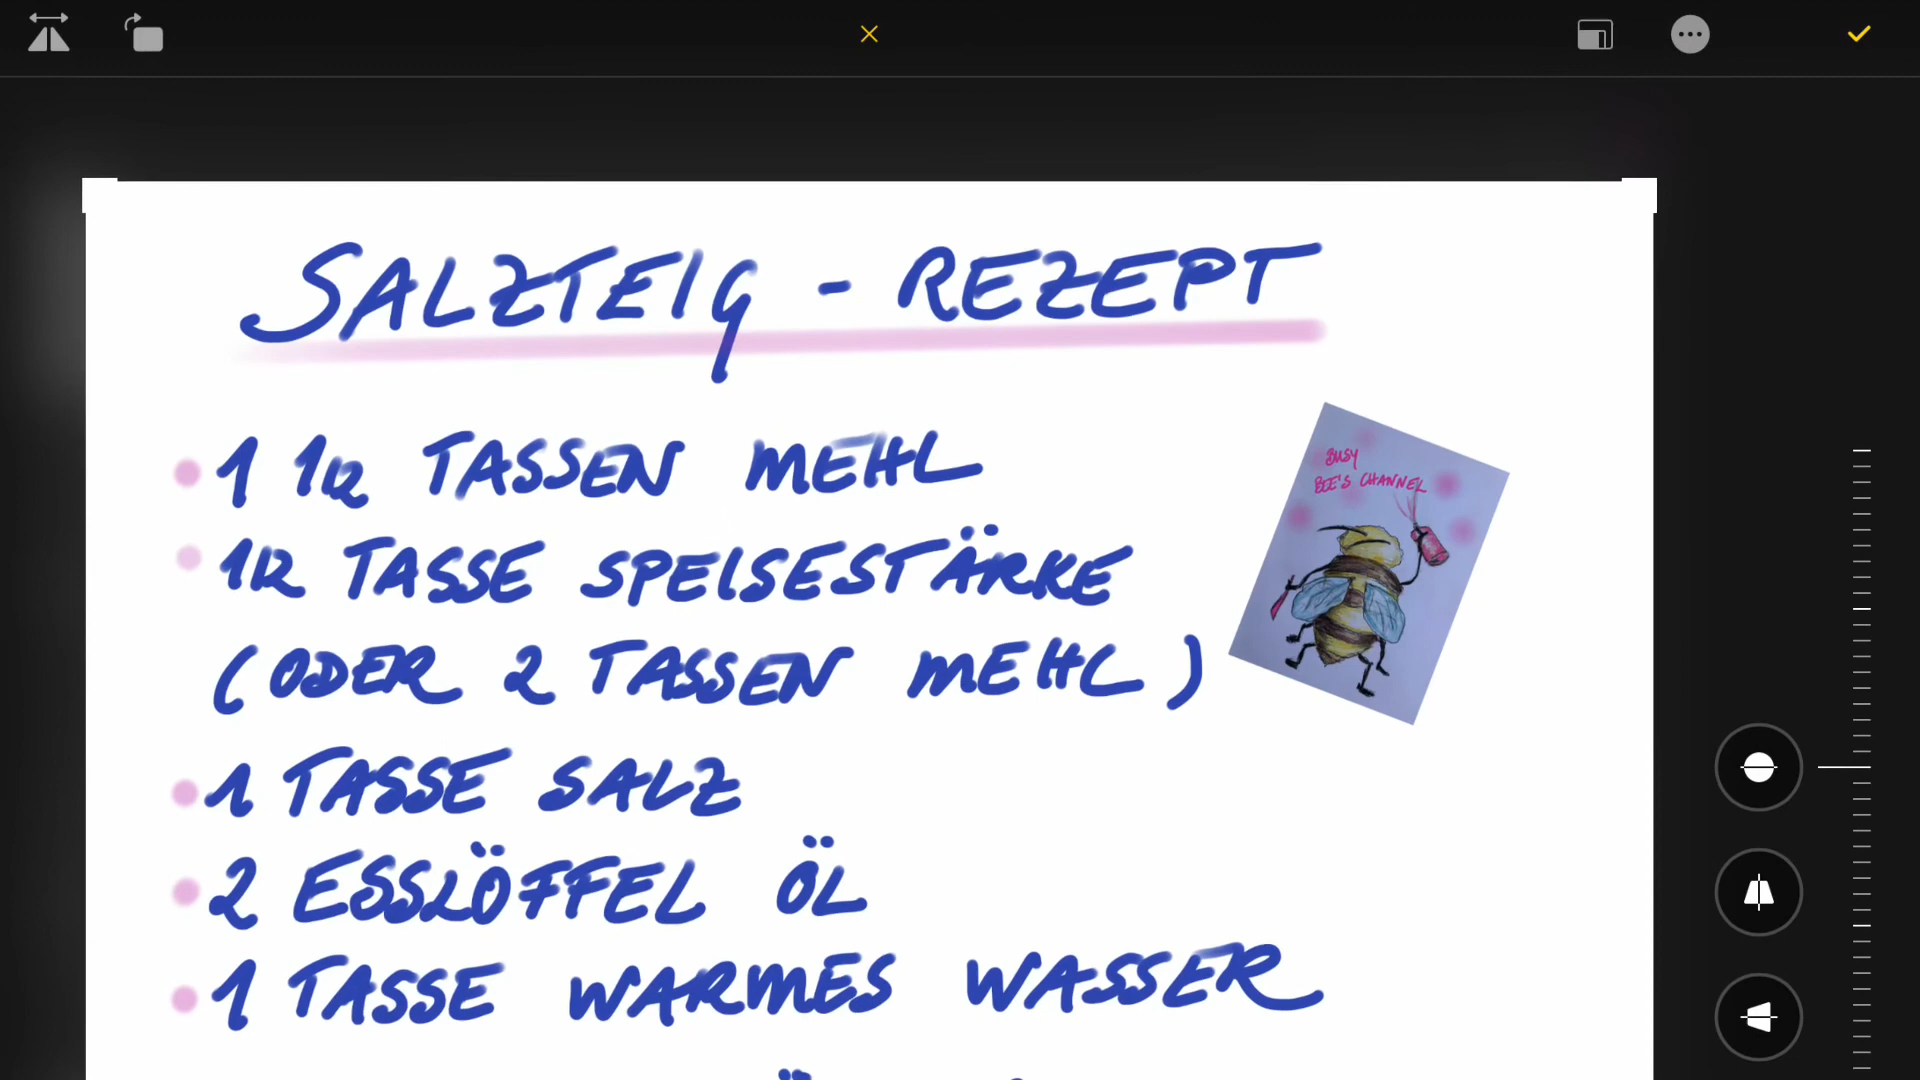 SALZTEIG - REZEPT
1 1/2 TASSEN MEHL
1/2 TASSE SPEISESTÄRKE
(ODER 2 TASSEN MEHL)
1 TASSE SALZ
2 ESSLÖFFEL ÖL
1 TASSE WARMES WASSER
BUSY
BEE'S CHANNEL